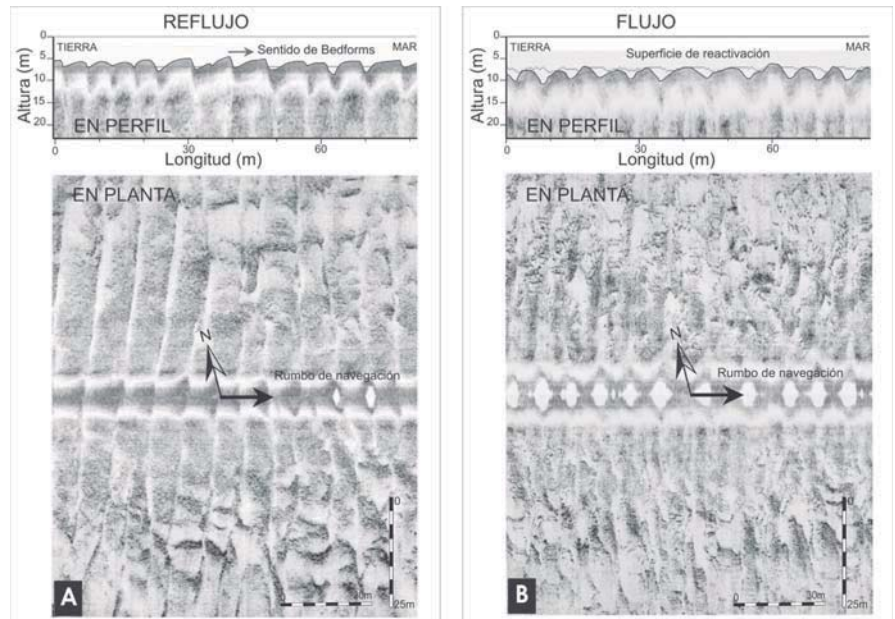 REFLUJO
0
TIERRA
Sentido de Bedforms
MAR
5
10
15
20
Altura (m)
EN PERFIL
0
30
60
Longitud (m)
EN PLANTA
N
Rumbo de navegación
0
25m
0
30m
A
FLUJO
0
TIERRA
Superficie de reactivación
MAR
5
10
15
20
Altura (m)
EN PERFIL
0
30
60
Longitud (m)
EN PLANTA
N
Rumbo de navegación
0
25m
0
30m
B